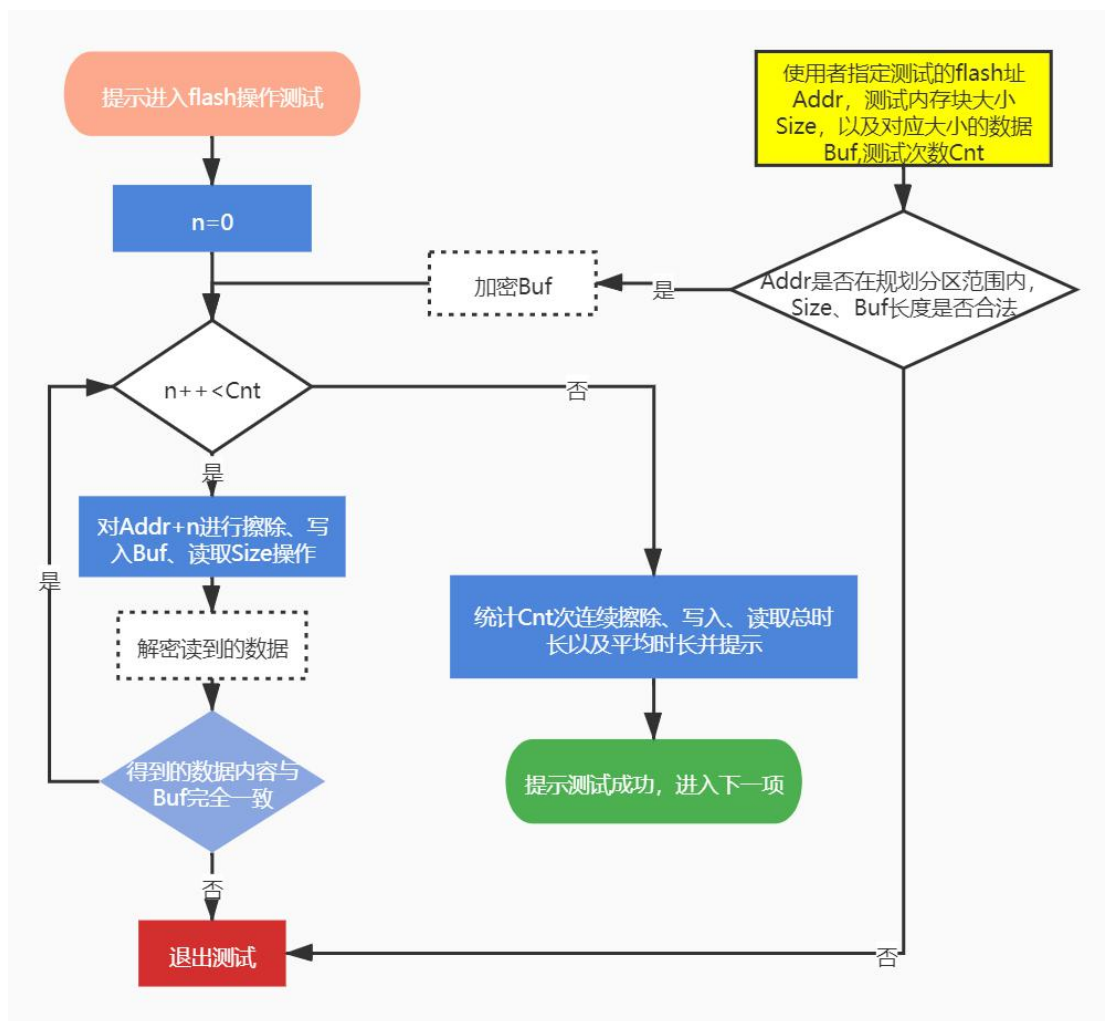 提示进入flash操作测试
使用者指定测试的flash址
Addr，测试内存块大小
Size，以及对应大小的数据
Buf,测试次数Cnt
n=0
加密Buf
是
Addr是否在规划分区范围内，
Size、Buf长度是否合法
n++<Cnt
否
是
对Addr+n进行擦除、写
入Buf、读取Size操作
是
统计Cnt次连续擦除、写入、读取总时
长以及平均时长并提示
解密读到的数据
得到的数据内容与
Buf完全一致
提示测试成功，进入下一项
否
退出测试
否